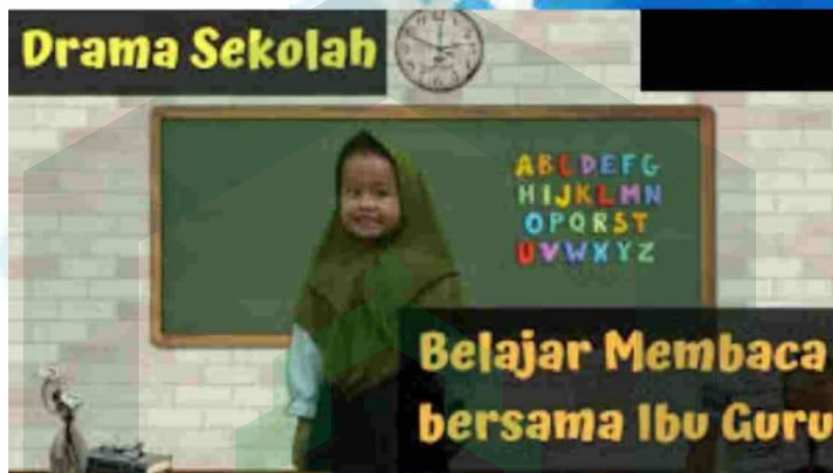 Drama Sekolah
ABCDEFG
HIJKLMN
OPQRST
UVWXYZ
Belajar Membaca
bersama Ibu Guru